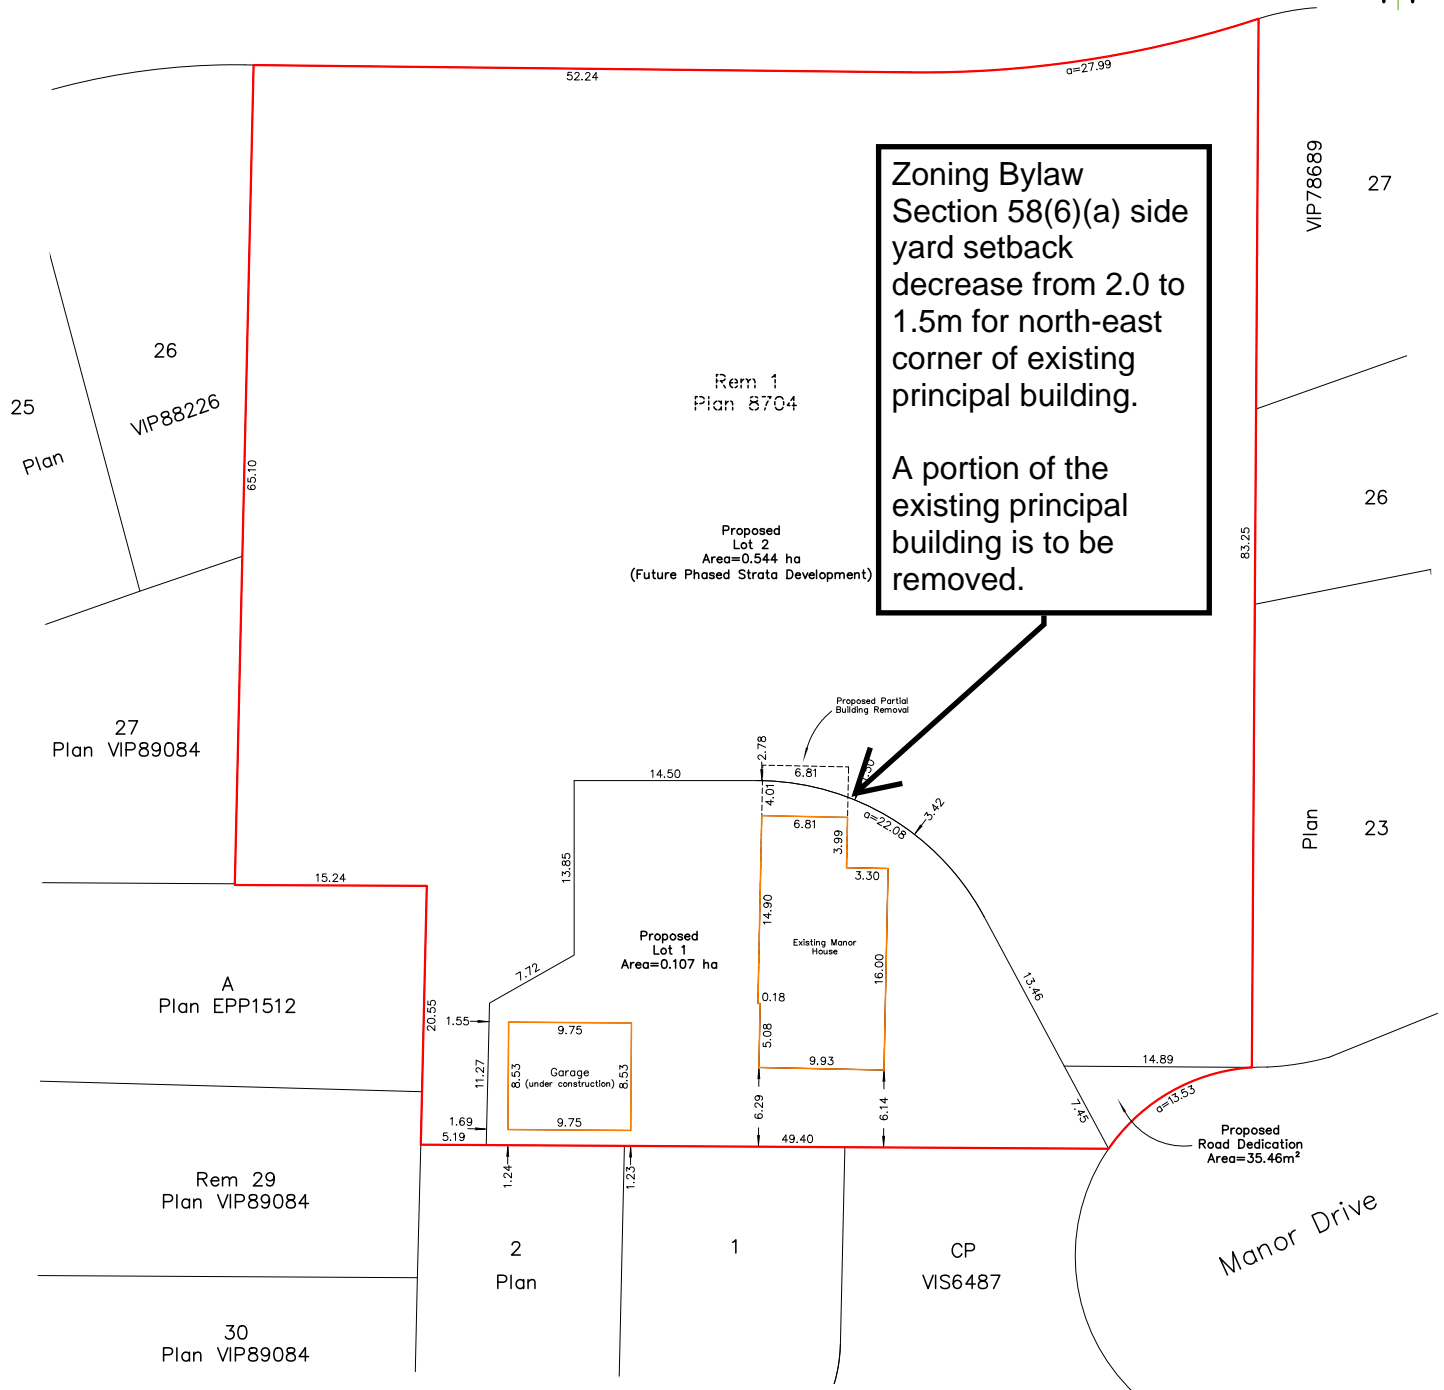 52.24
a=27.99
Zoning Bylaw
Section 58(6)(a) side
yard setback
decrease from 2.0 to
1.5m for north-east
corner of existing
principal building.
A portion of the
existing principal
building is to be
removed.
VIP78689
27
26
VIP88226
25
Plan
Rem 1
Plan 8704
65.10
26
83.25
Proposed
Lot 2
Area=0.544 ha
(Future Phased Strata Development)
27
Plan VIP89084
Proposed Partial
Building Removal
2.78
14.50
6.81
4.01
6.81
a=22.08
3.42
3.99
3.30
Plan
23
13.85
15.24
14.90
Proposed
Lot 1
Area=0.107 ha
Existing Manor
House
16.00
7.72
13.46
A
Plan EPP1512
20.55
1.55
0.18
5.08
9.75
11.27
8.53
Garage
(under construction)
8.53
9.93
14.89
a=13.53
7.45
6.29
6.14
1.69
9.75
5.19
49.40
1.24
1.23
Proposed
Road Dedication
Area=35.46m²
Rem 29
Plan VIP89084
2
Plan
1
CP
VIS6487
Manor Drive
30
Plan VIP89084